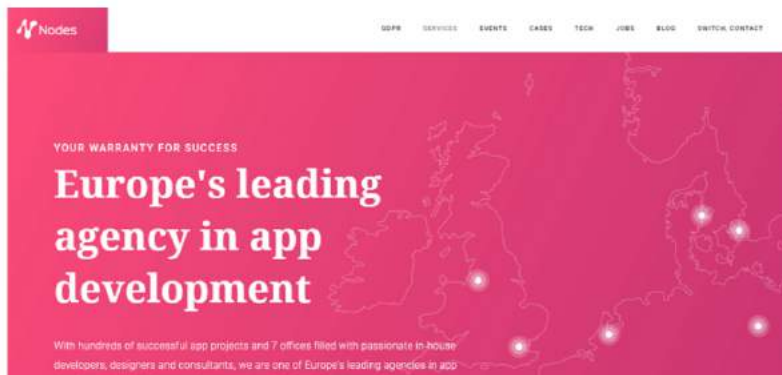 Nodes
GDPR SERVICES EVENTS CASES TECH JOBS BLOG SWITCH, CONTACT
YOUR WARRANTY FOR SUCCESS
Europe's leading
agency in app
development
With hundreds of successful app projects and 7 offices filled with passionate in-house
developers, designers and consultants, we are one of Europe's leading agencies in app